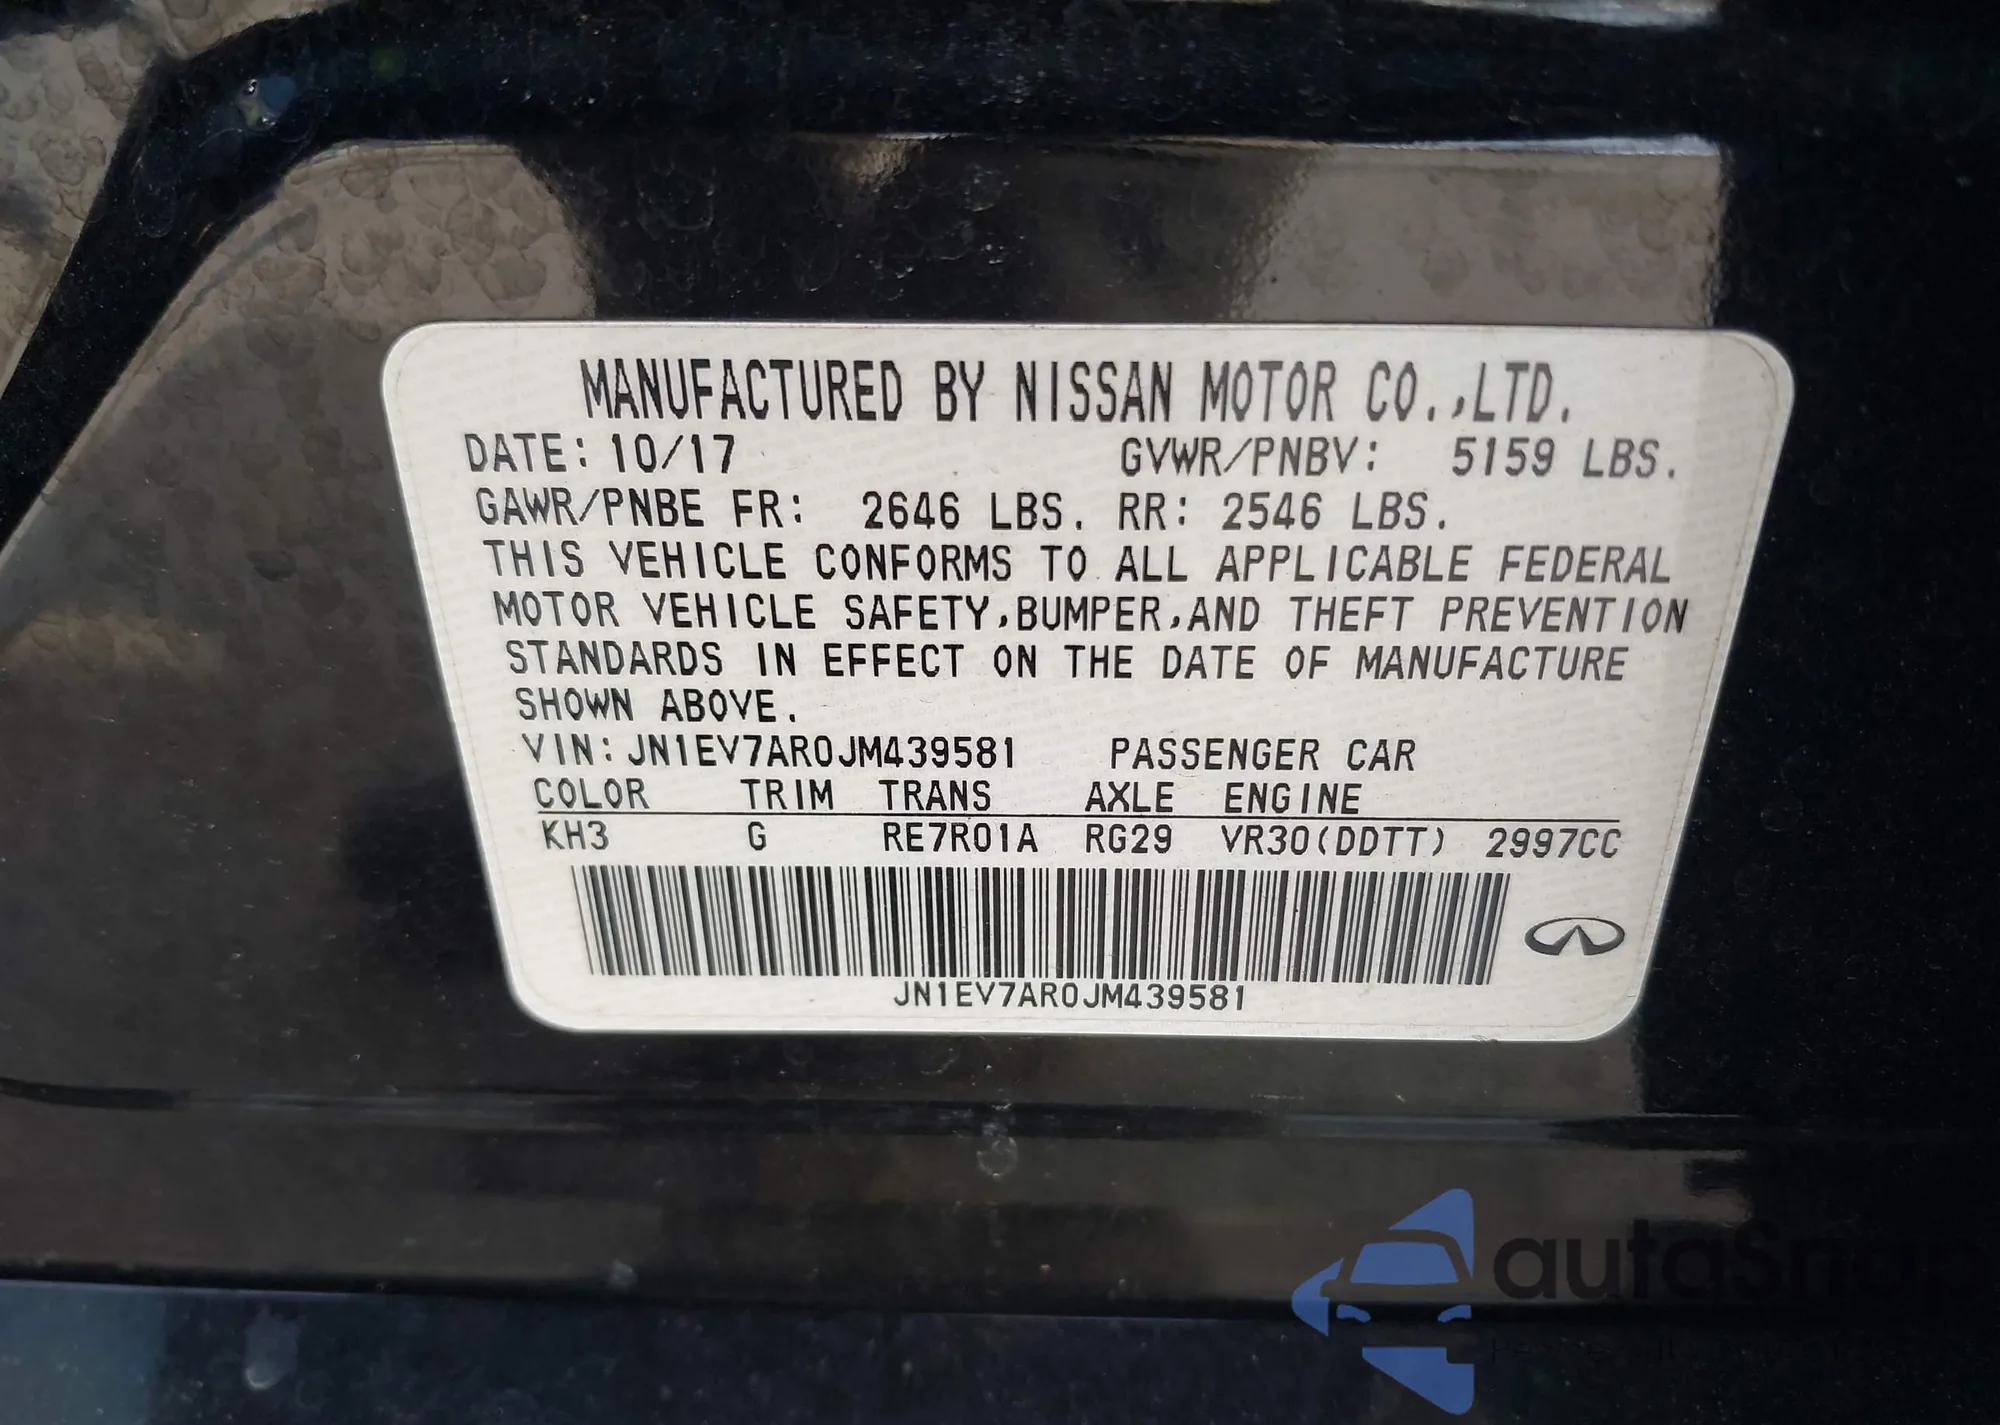 MANUFACTURED BY NISSAN MOTOR CO.,LTD.
DATE: 10/17 GVWR/PNBV: 5159 LBS.
GAWR/PNBE FR: 2646 LBS. RR: 2546 LBS.
THIS VEHICLE CONFORMS TO ALL APPLICABLE FEDERAL
MOTOR VEHICLE SAFETY,BUMPER,AND THEFT PREVENTION
STANDARDS IN EFFECT ON THE DATE OF MANUFACTURE
SHOWN ABOVE.
VIN: JN1EV7AR0JM439581 PASSENGER CAR
COLOR TRIM TRANS AXLE ENGINE
KH3 G RE7R01A RG29 VR30(DDTT) 2997CC
JN1EV7AR0JM439581
autoSnap